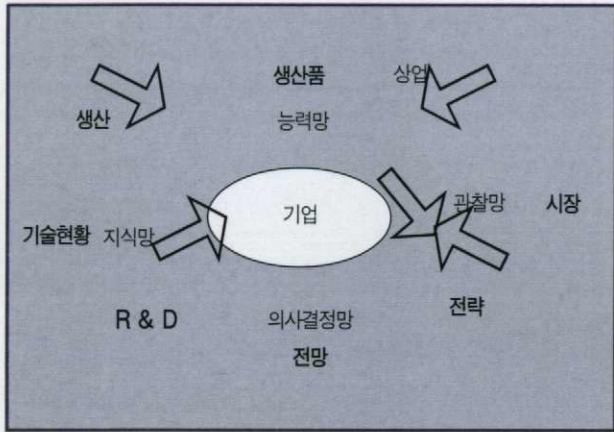 생산품 상업
생산 능력망
기업
관찰망 시장
기술현황 지식망
R & D 의사결정망 전략
전망